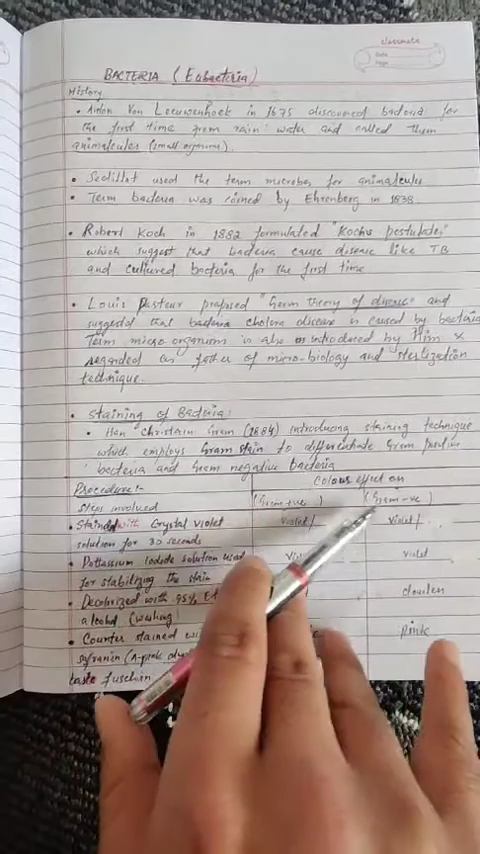 classmate
Date
Page
BACTERIA (Eubacteria)
History
• Anton Von Leeuwenhoek in 1675 discovered bacteria for
the first time from rain water and called them
animalcules (small organisms).
• Sedillot used the term microbes for animalcules
• Term bacteria was coined by Ehrenberg in 1838
• Robert Koch in 1882 formulated "Koch's postulates"
which suggest that bacteria cause disease like TB
and cultured bacteria for the first time
• Louis Pasteur proposed "Germ theory of disease" and
suggested that bacteria cholera disease is caused by bacteria
Term micro organism is also introduced by Him &
regarded as father of micro-biology and sterlization
technique.
• Staining of Bacteria:
• Han "Christain Gram (1884) introducing staining technique
which employs Gram stain to differentiate Gram positive
bacteria and Gram negative bacteria
Procedure:- Colour effect on
Steps involved (Gram +ve) (Gram -ve)
• Stained with Crystal violet violet/ violet/
solution for 30 seconds
• Potassium Iodide solution used violet
for stabilizing the stain
• Decolorized with 95% colourless
alcohol (washing)
• Counter stained pink
safranin (A-pink
fuschin